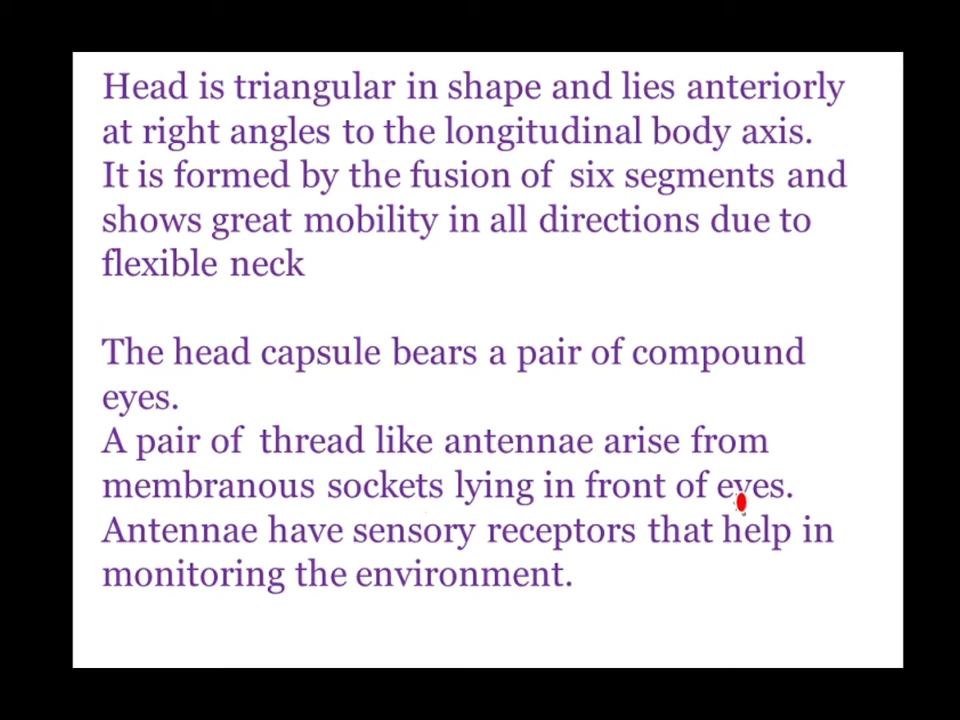 Head is triangular in shape and lies anteriorly
at right angles to the longitudinal body axis.
It is formed by the fusion of six segments and
shows great mobility in all directions due to
flexible neck
The head capsule bears a pair of compound
eyes.
A pair of thread like antennae arise from
membranous sockets lying in front of eyes.
Antennae have sensory receptors that help in
monitoring the environment.